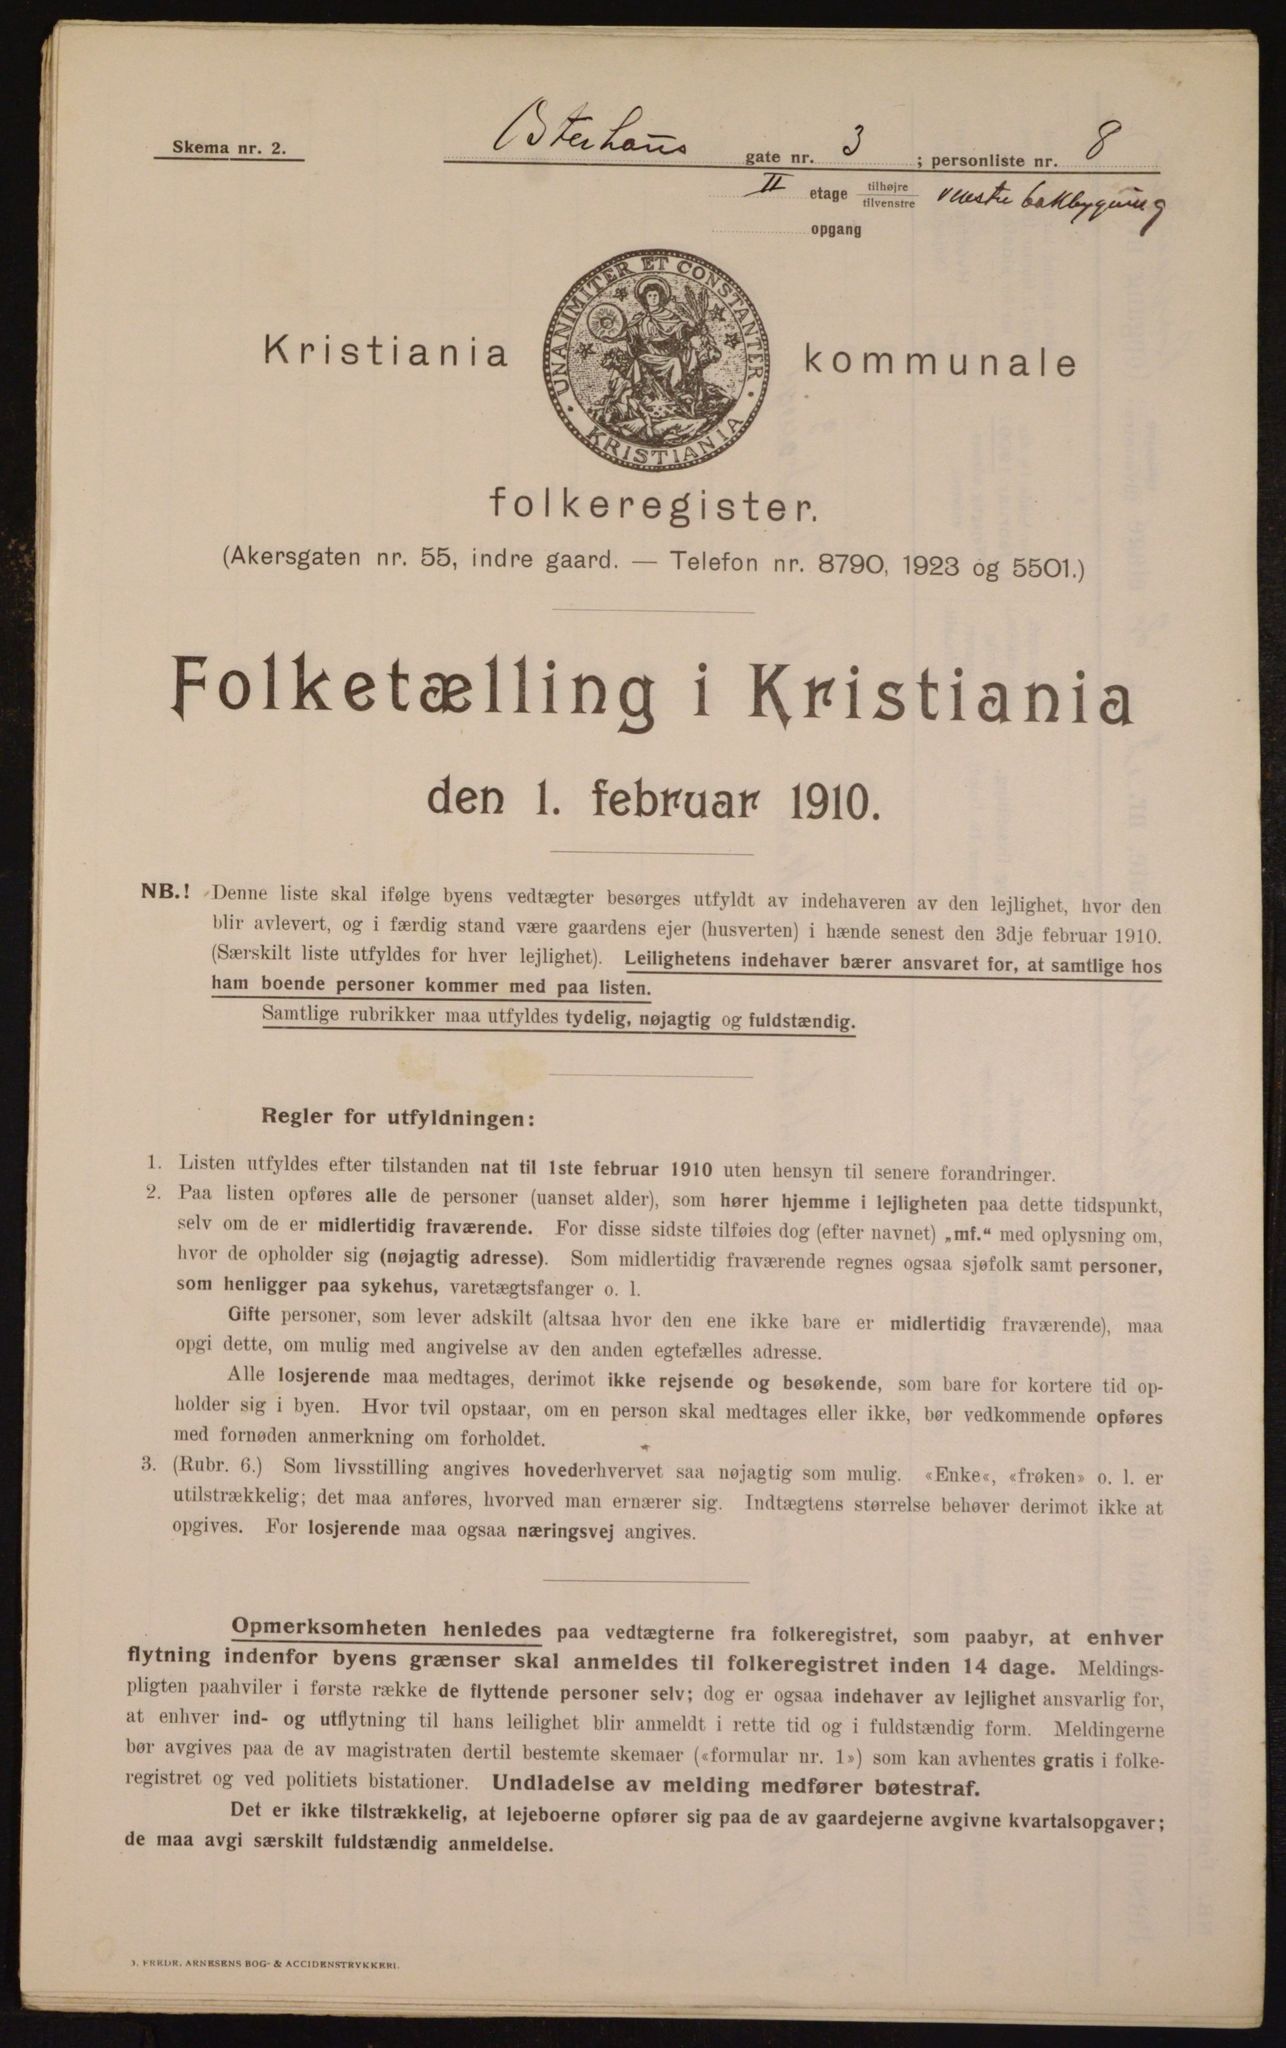 Skema nr. 2.
Osterhaus gate nr. 3 ; personliste nr. 8
II etage tilhøjre venstre bakbygning
tilvenstre
opgang
UNANIMITER ET CONSTANTER · KRISTIANIA ·
Kristiania kommunale
folkeregister.
(Akersgaten nr. 55, indre gaard. — Telefon nr. 8790, 1923 og 5501.)
Folketælling i Kristiania
den 1. februar 1910.
NB.! Denne liste skal ifølge byens vedtægter besørges utfyldt av indehaveren av den lejlighet, hvor den
blir avlevert, og i færdig stand være gaardens ejer (husverten) i hænde senest den 3dje februar 1910.
(Særskilt liste utfyldes for hver lejlighet). Leilighetens indehaver bærer ansvaret for, at samtlige hos
ham boende personer kommer med paa listen.
Samtlige rubrikker maa utfyldes tydelig, nøjagtig og fuldstændig.
Regler for utfyldningen:
1. Listen utfyldes efter tilstanden nat til 1ste februar 1910 uten hensyn til senere forandringer.
2. Paa listen opføres alle de personer (uanset alder), som hører hjemme i lejligheten paa dette tidspunkt,
selv om de er midlertidig fraværende. For disse sidste tilføies dog (efter navnet) „mf.“ med oplysning om,
hvor de opholder sig (nøjagtig adresse). Som midlertidig fraværende regnes ogsaa sjøfolk samt personer,
som henligger paa sykehus, varetægtsfanger o. l.
Gifte personer, som lever adskilt (altsaa hvor den ene ikke bare er midlertidig fraværende), maa
opgi dette, om mulig med angivelse av den anden egtefælles adresse.
Alle losjerende maa medtages, derimot ikke rejsende og besøkende, som bare for kortere tid op-
holder sig i byen. Hvor tvil opstaar, om en person skal medtages eller ikke, bør vedkommende opføres
med fornøden anmerkning om forholdet.
3. (Rubr. 6.) Som livsstilling angives hovederhvervet saa nøjagtig som mulig. «Enke«, «frøken» o. l. er
utilstrækkelig; det maa anføres, hvorved man ernærer sig. Indtægtens størrelse behøver derimot ikke at
opgives. For losjerende maa ogsaa næringsvej angives.
Opmerksomheten henledes paa vedtægterne fra folkeregistret, som paabyr, at enhver
flytning indenfor byens grænser skal anmeldes til folkeregistret inden 14 dage. Meldings-
pligten paahviler i første række de flyttende personer selv; dog er ogsaa indehaver av lejlighet ansvarlig for,
at enhver ind- og utflytning til hans leilighet blir anmeldt i rette tid og i fuldstændig form. Meldingerne
bør avgives paa de av magistraten dertil bestemte skemaer («formular nr. 1») som kan avhentes gratis i folke-
registret og ved politiets bistationer. Undladelse av melding medfører bøtestraf.
Det er ikke tilstrækkelig, at lejeboerne opfører sig paa de av gaardejerne avgivne kvartalsopgaver;
de maa avgi særskilt fuldstændig anmeldelse.
J. FREDR. ARNESENS BOG- & ACCIDENSTRYKKERI.